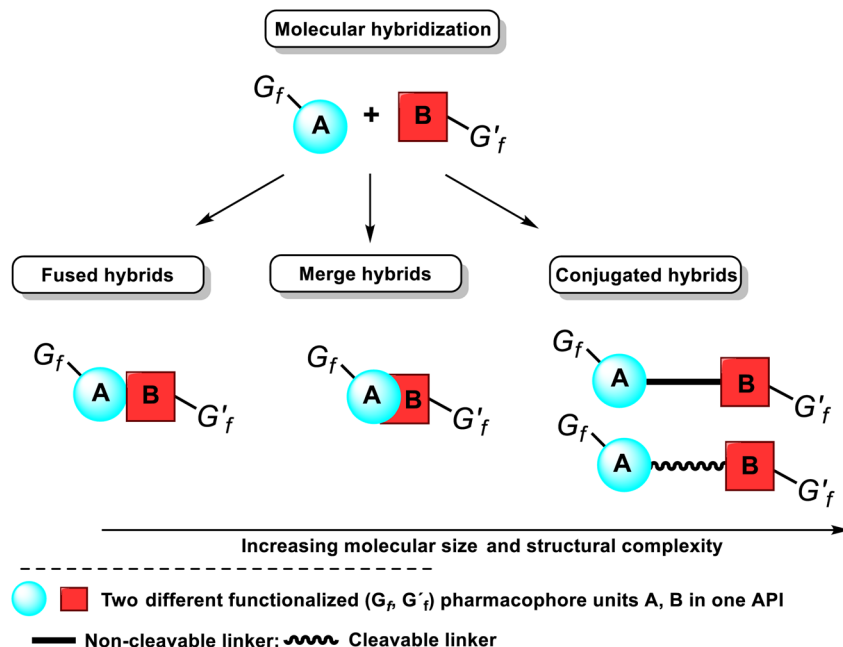 Molecular hybridization
Gf
A
+
B
G'f
Fused hybrids
Merge hybrids
Conjugated hybrids
Gf
A
B
G'f
Gf
A
B
G'f
Gf
A
B
G'f
Gf
A
B
G'f
Increasing molecular size and structural complexity
Two different functionalized (Gf, G´f) pharmacophore units A, B in one API
Non-cleavable linker; Cleavable linker